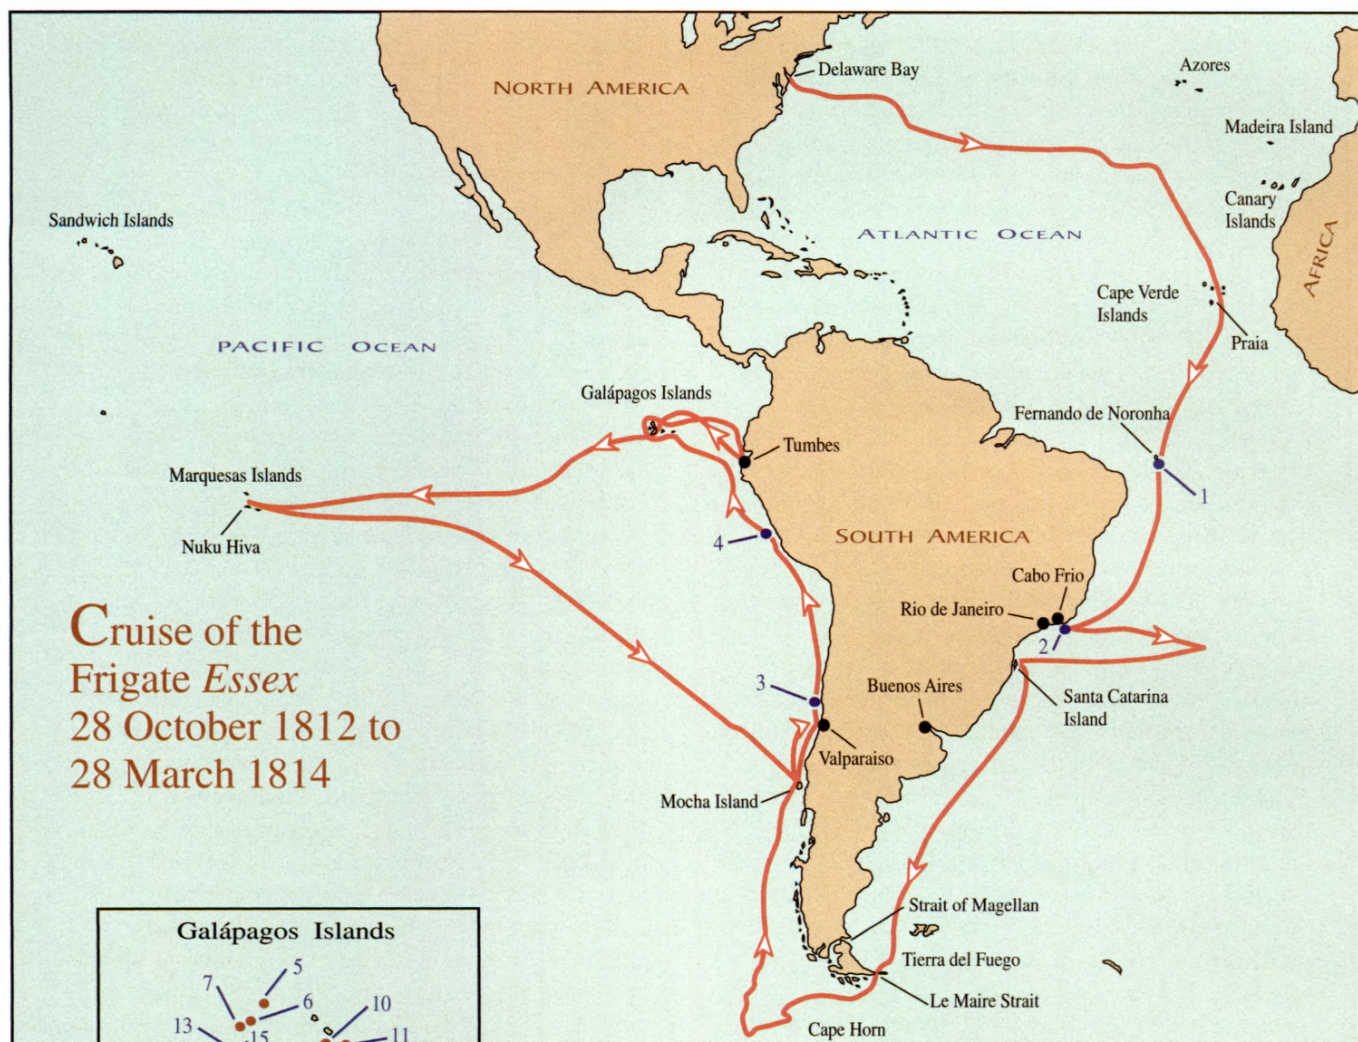 NORTH AMERICA
Delaware Bay
Azores
Madeira Island
Canary
Islands
AFRICA
Sandwich Islands
ATLANTIC OCEAN
Cape Verde
Islands
Praia
PACIFIC OCEAN
Galápagos Islands
Fernando de Noronha
Tumbes
1
Marquesas Islands
Nuku Hiva
4
SOUTH AMERICA
Cabo Frio
Rio de Janeiro
2
3
Buenos Aires
Santa Catarina
Island
Valparaiso
Mocha Island
Cruise of the
Frigate Essex
28 October 1812 to
28 March 1814
Strait of Magellan
Tierra del Fuego
Le Maire Strait
Cape Horn
Galápagos Islands
5
7
6
10
13
15
11